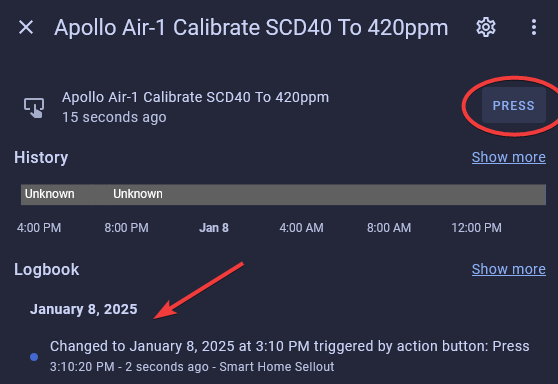 Apollo Air-1 Calibrate SCD40 To 420ppm
Apollo Air-1 Calibrate SCD40 To 420ppm
15 seconds ago
PRESS
History
Show more
Unknown Unknown
4:00 PM 8:00 PM Jan 8 4:00 AM 8:00 AM 12:00 PM
Logbook
Show more
January 8, 2025
Changed to January 8, 2025 at 3:10 PM triggered by action button: Press
3:10:20 PM - 2 seconds ago - Smart Home Sellout